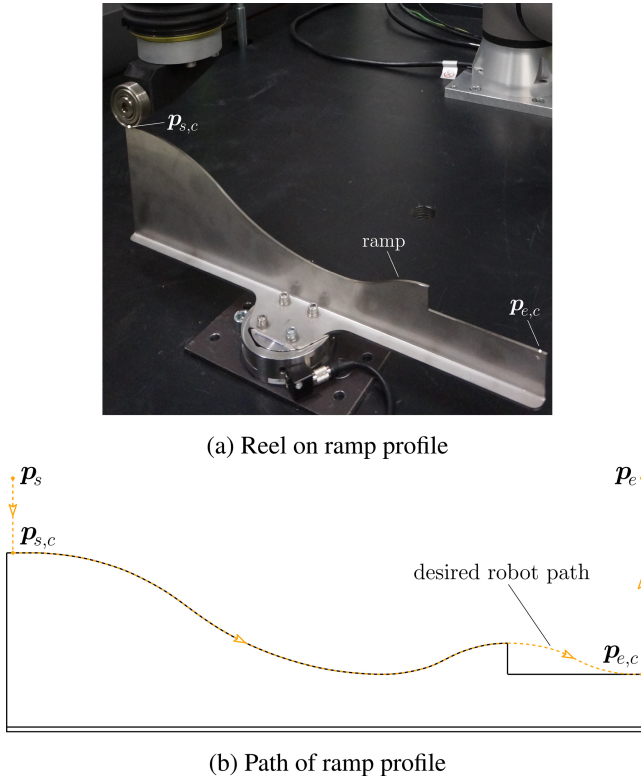 p_{s,c}
ramp
p_{e,c}
(a) Reel on ramp profile
p_s
p_e
p_{s,c}
desired robot path
p_{e,c}
(b) Path of ramp profile